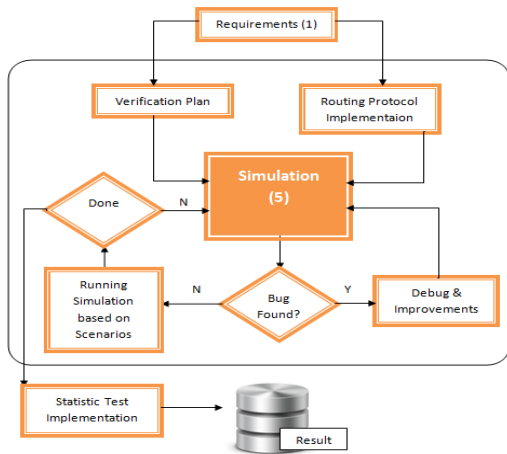 Requirements (1)
Verification Plan
Routing Protocol
Implementaion
Simulation
(5)
Done
N
Running
Simulation
based on
Scenarios
N
Bug
Found?
Y
Debug &
Improvements
Statistic Test
Implementation
Result